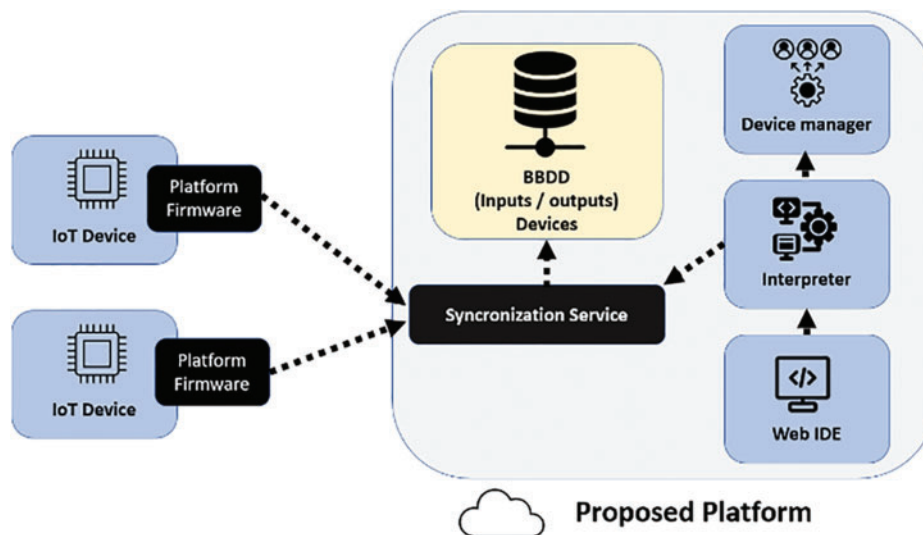 Platform
Firmware
IoT Device
Platform
Firmware
IoT Device
BBDD
(Inputs / outputs)
Devices
Syncronization Service
Device manager
Interpreter
</>
Web IDE
Proposed Platform